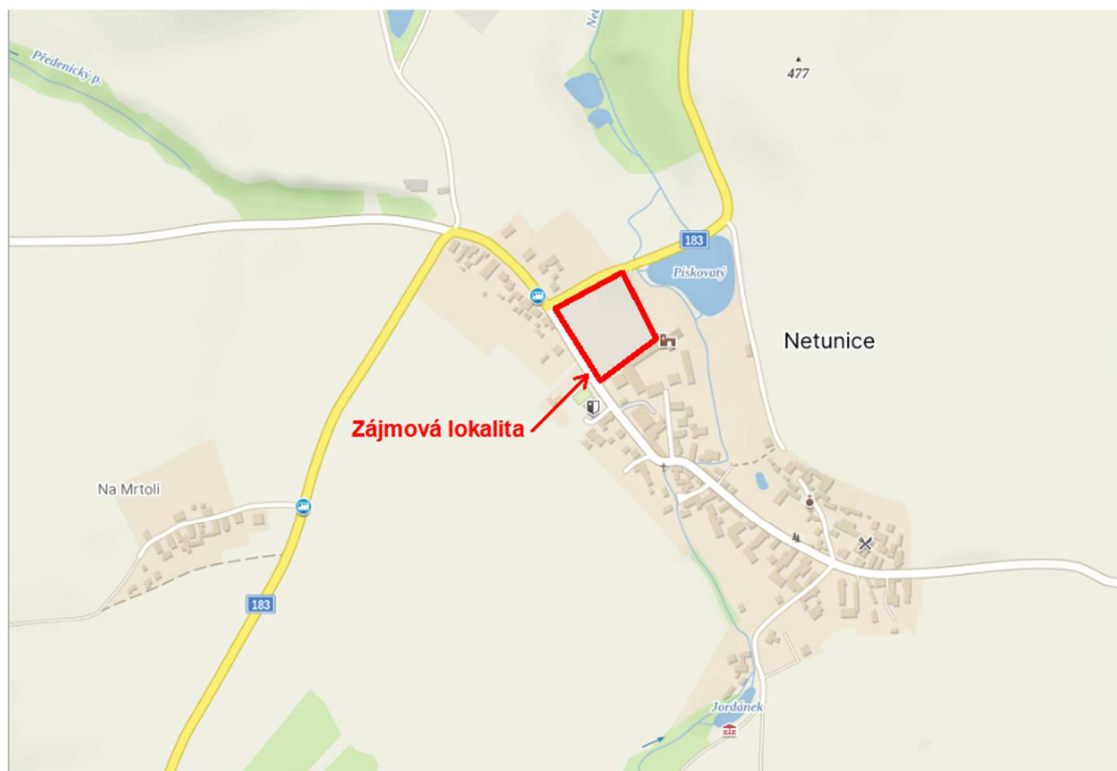 Předenický p.
477
183
Pískovatý
Netunice
Zájmová lokalita
Na Mrtoli
183
Jordánek